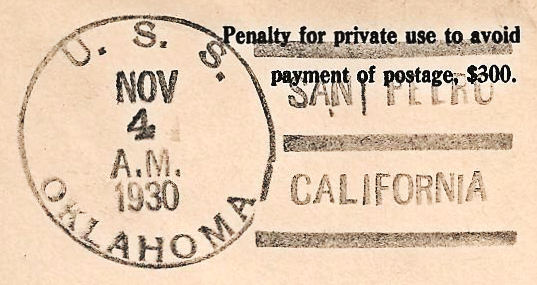 U. S. S.
NOV
4
A.M.
1930
OKLAHOMA
Penalty for private use to avoid
payment of postage, $300.
SAN PEDRO
CALIFORNIA